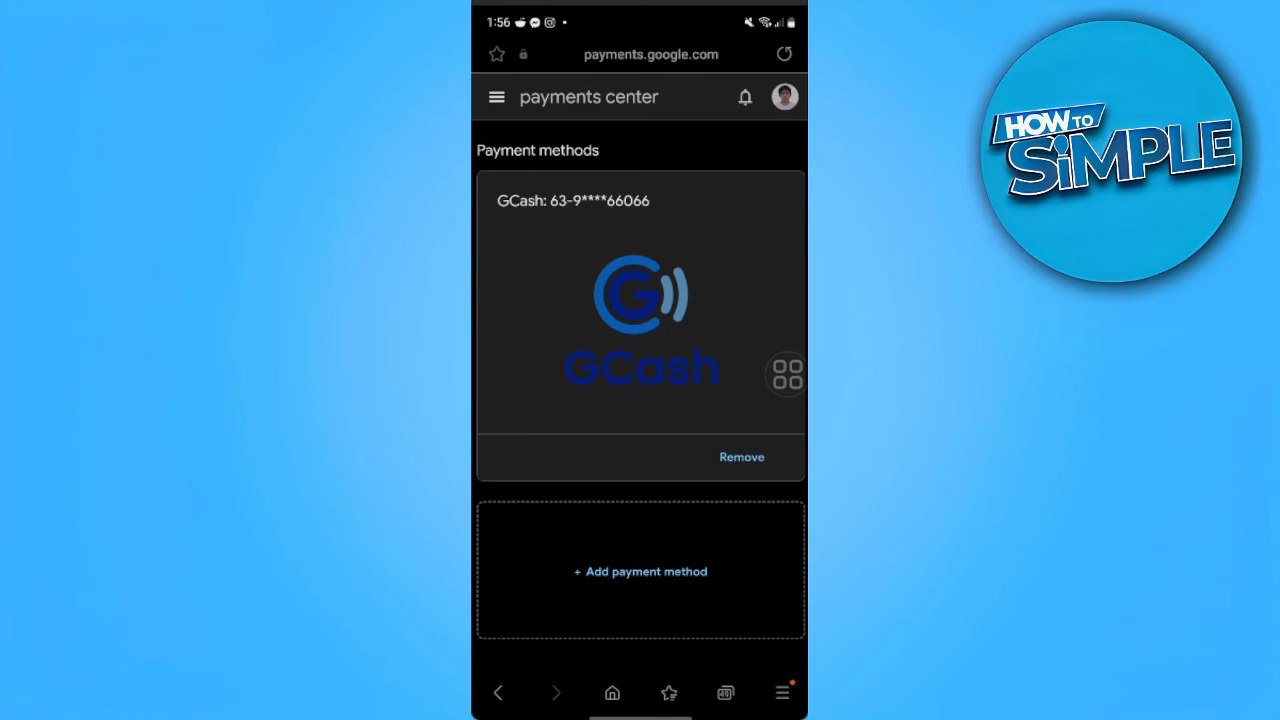 1:56
payments.google.com
payments center
HOW TO
SiMPLE
Payment methods
GCash: 63-9****66066
G
GCash
Remove
+ Add payment method